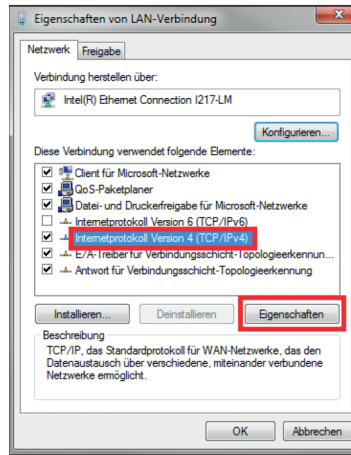 Eigenschaften von LAN-Verbindung
Netzwerk Freigabe
Verbindung herstellen über:
Intel(R) Ethernet Connection I217-LM
Konfigurieren...
Diese Verbindung verwendet folgende Elemente:
Client für Microsoft-Netzwerke
QoS-Paketplaner
Datei- und Druckerfreigabe für Microsoft-Netzwerke
Internetprotokoll Version 6 (TCP/IPv6)
Internetprotokoll Version 4 (TCP/IPv4)
E/A-Treiber für Verbindungsschicht-Topologieerkennun...
Antwort für Verbindungsschicht-Topologieerkennung
Installieren... Deinstallieren Eigenschaften
Beschreibung
TCP/IP, das Standardprotokoll für WAN-Netzwerke, das den
Datenaustausch über verschiedene, miteinander verbundene
Netzwerke ermöglicht.
OK Abbrechen